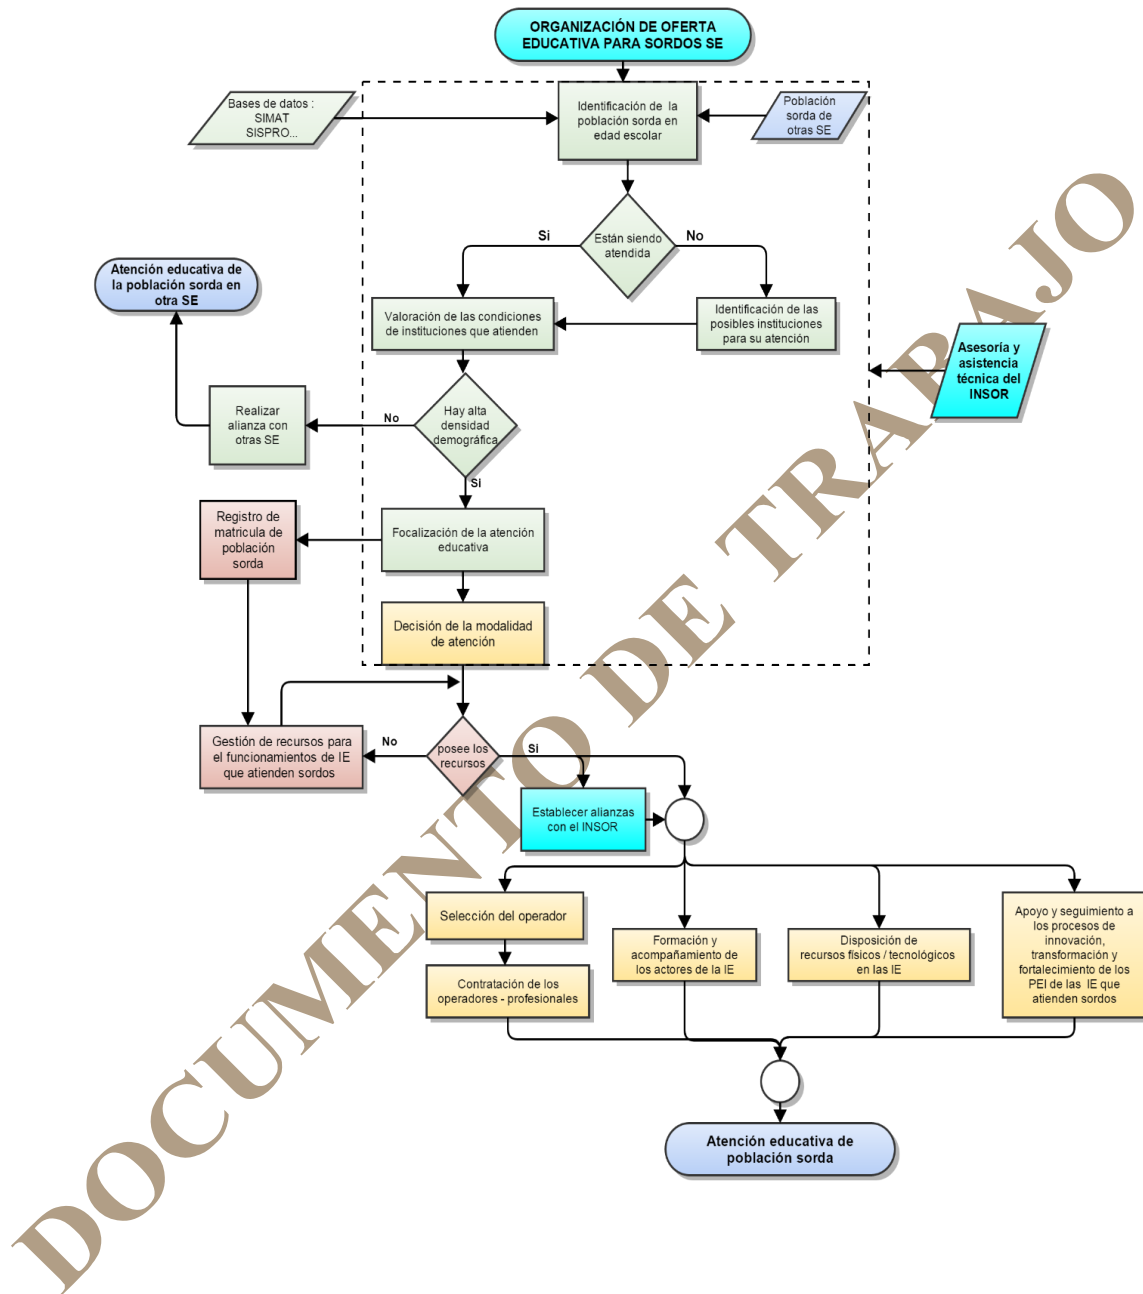 ORGANIZACIÓN DE OFERTA
EDUCATIVA PARA SORDOS SE
Bases de datos :
SIMAT
SISPRO...
Identificación de la
población sorda en
edad escolar
Población
sorda de
otras SE
Están siendo
atendida
Si
No
Atención educativa de
la población sorda en
otra SE
Valoración de las condiciones
de instituciones que atienden
Identificación de las
posibles instituciones
para su atención
Asesoría y
asistencia
técnica del
INSOR
Realizar
alianza con
otras SE
No
Hay alta
densidad
demográfica
Si
Registro de
matricula de
población
sorda
Focalización de la atención
educativa
Decisión de la modalidad
de atención
Gestión de recursos para
el funcionamientos de IE
que atienden sordos
No
posee los
recursos
Si
Establecer alianzas
con el INSOR
Selección del operador
Contratación de los
operadores - profesionales
Formación y
acompañamiento de
los actores de la IE
Disposición de
recursos físicos / tecnológicos
en las IE
Apoyo y seguimiento a
los procesos de
innovación,
transformación y
fortalecimiento de los
PEI de las IE que
atienden sordos
Atención educativa de
población sorda
DOCUMENTO DE TRABAJO